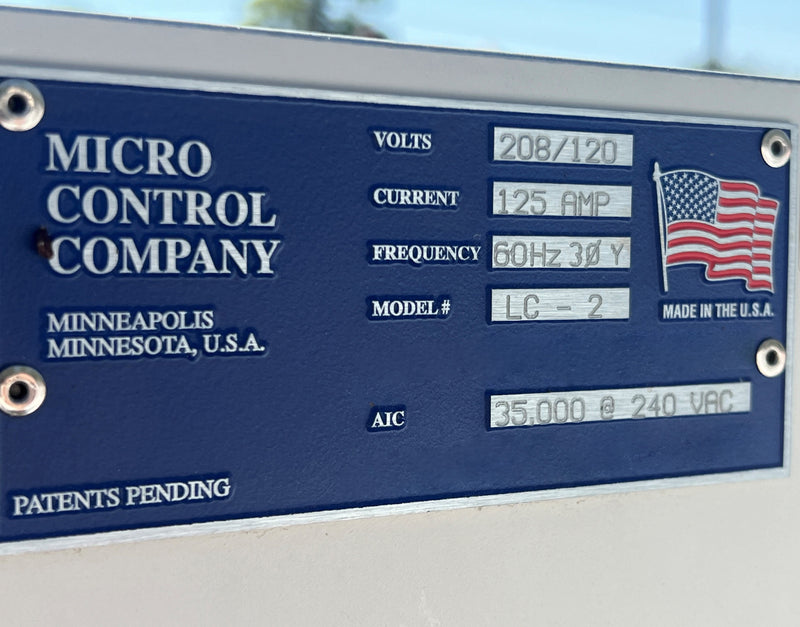 MICRO
CONTROL
COMPANY
MINNEAPOLIS
MINNESOTA, U.S.A.
VOLTS 208/120
CURRENT 125 AMP
FREQUENCY 60Hz 3Ø Y
MODEL # LC - 2
AIC 35,000 @ 240 VAC
MADE IN THE U.S.A.
PATENTS PENDING